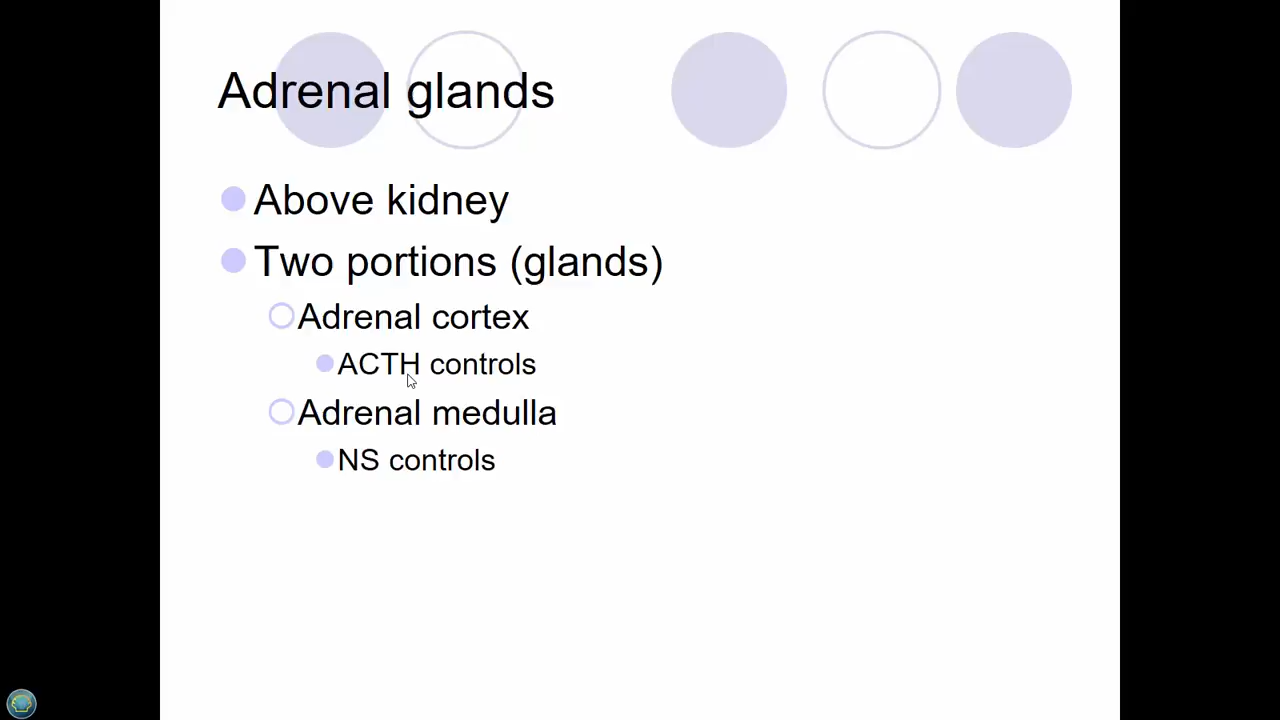 Adrenal glands
Above kidney
Two portions (glands)
Adrenal cortex
ACTH controls
Adrenal medulla
NS controls